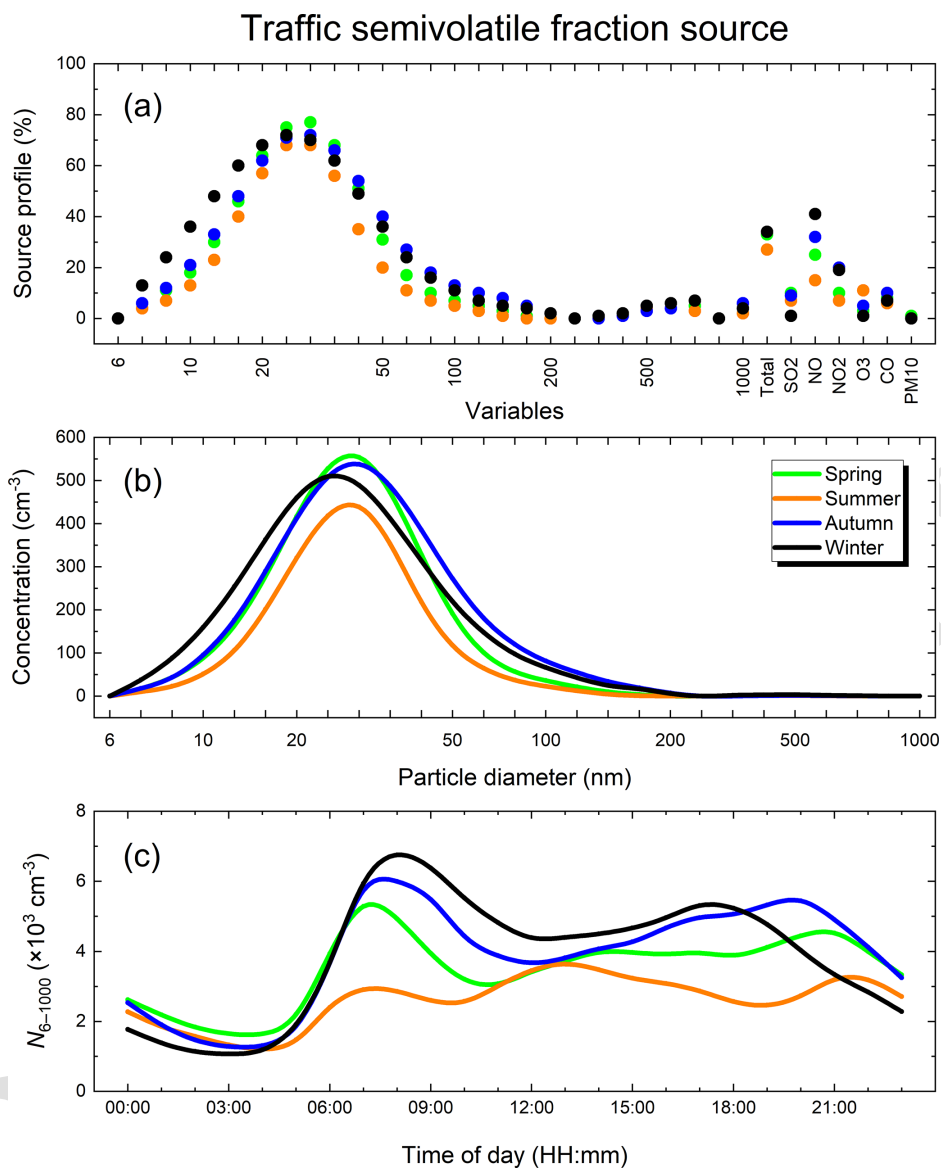 Traffic semivolatile fraction source
(a)
Source profile (%)
100
80
60
40
20
0
6 10 20 50 100 200 500 1000 Total SO2 NO NO2 O3 CO PM10
Variables
(b)
Concentration (cm⁻³)
600
500
400
300
200
100
0
Spring
Summer
Autumn
Winter
6 10 20 50 100 200 500 1000
Particle diameter (nm)
(c)
N₆₋₁₀₀₀ (×10³ cm⁻³)
8
6
4
2
0
00:00 03:00 06:00 09:00 12:00 15:00 18:00 21:00
Time of day (HH:mm)